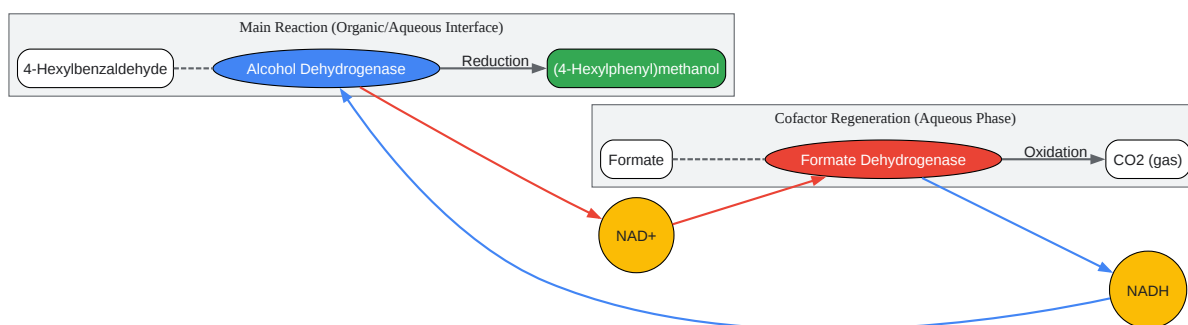 Main Reaction (Organic/Aqueous Interface)
4-Hexylbenzaldehyde
Alcohol Dehydrogenase
Reduction
(4-Hexylphenyl)methanol
Cofactor Regeneration (Aqueous Phase)
Formate
Formate Dehydrogenase
Oxidation
CO2 (gas)
NAD+
NADH